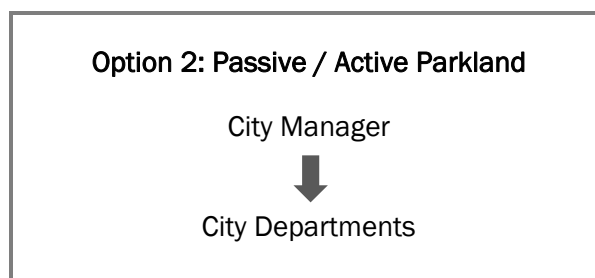 Option 2: Passive / Active Parkland
City Manager
City Departments